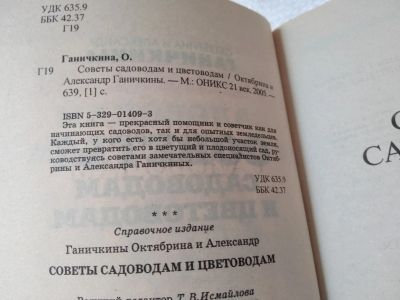 УДК 635.9
ББК 42.37
Г19
Ганичкина, О.
Г19 Советы садоводам и цветоводам / Октябрина и
Александр Ганичкины. — М.: ОНИКС 21 век, 2005. —
639, [1] с.
ISBN 5-329-01409-3
Эта книга — прекрасный помощник и советчик как для
начинающих садоводов, так и для опытных земледельцев.
Каждый, у кого есть хотя бы небольшой участок земли,
сможет превратить его в цветущий и плодоносящий сад, ру-
ководствуясь советами замечательных специалистов Октяб-
рины и Александра Ганичкиных.
УДК 635.9
ББК 42.37
* * *
Справочное издание
Ганичкины Октябрина и Александр
СОВЕТЫ САДОВОДАМ И ЦВЕТОВОДАМ
редактор Т. В. Исмайлова